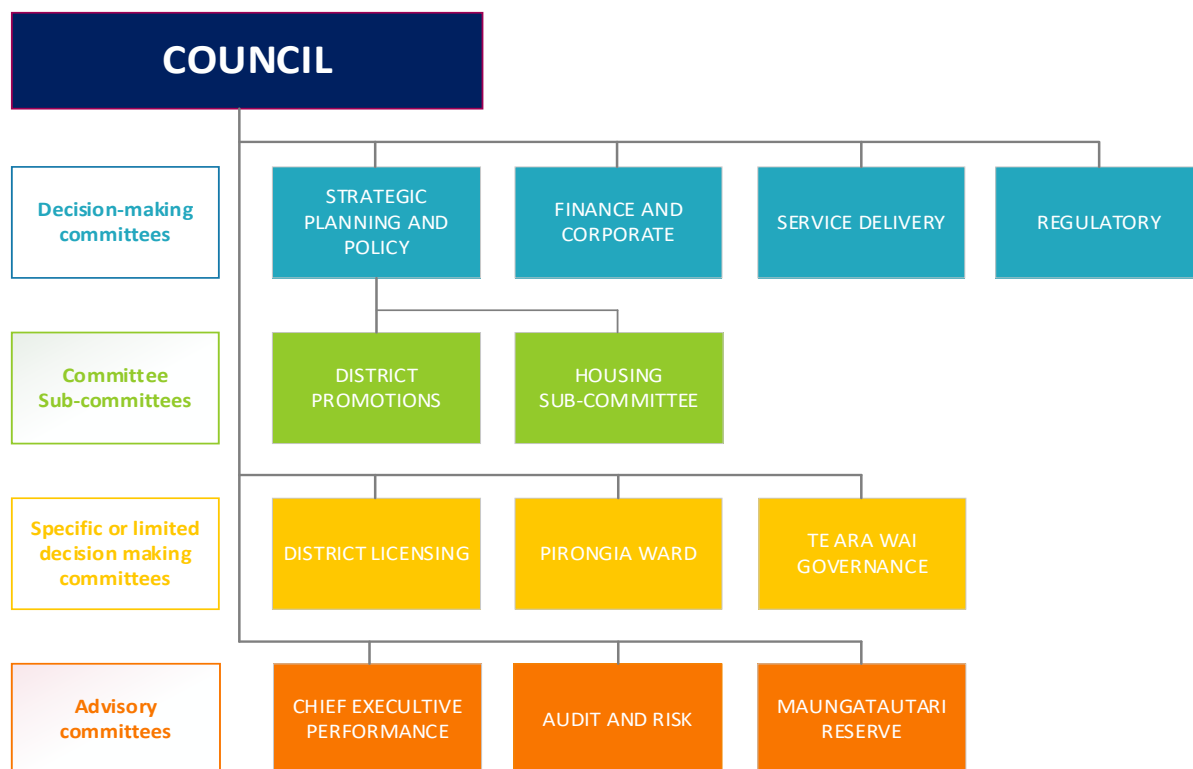 COUNCIL
Decision-making
committees
STRATEGIC
PLANNING AND
POLICY
FINANCE AND
CORPORATE
SERVICE DELIVERY
REGULATORY
Committee
Sub-committees
DISTRICT
PROMOTIONS
HOUSING
SUB-COMMITTEE
Specific or limited
decision making
committees
DISTRICT LICENSING
PIRONGIA WARD
TE ARA WAI
GOVERNANCE
Advisory
committees
CHIEF EXECULTIVE
PERFORMANCE
AUDIT AND RISK
MAUNGATAUTARI
RESERVE